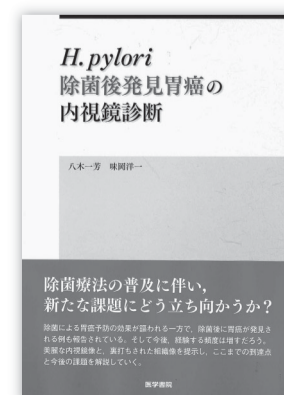 H. pylori
除菌後発見胃癌の
内視鏡診断
八木一芳 味岡洋一
除菌療法の普及に伴い,
新たな課題にどう立ち向かうか?
除菌による胃癌予防の効果が謳われる一方で,除菌後に胃癌が発見さ
れる例も報告されている。そして今後,経験する頻度は増すだろう。
美麗な内視鏡像と,裏打ちされた組織像を提示し,ここまでの到達点
と今後の課題を解説していく。
医学書院